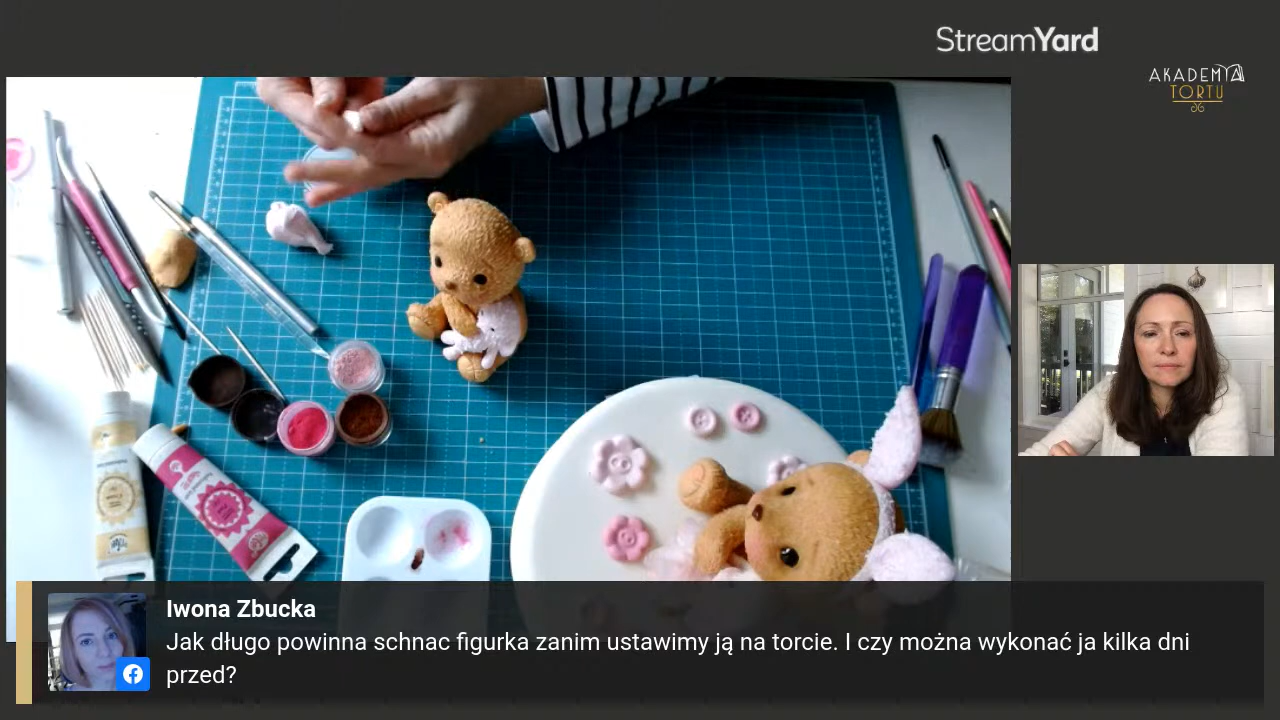 StreamYard
AKADEMIA
TORTU
Iwona Zbucka
Jak długo powinna schnac figurka zanim ustawimy ją na torcie. I czy można wykonać ja kilka dni
przed?